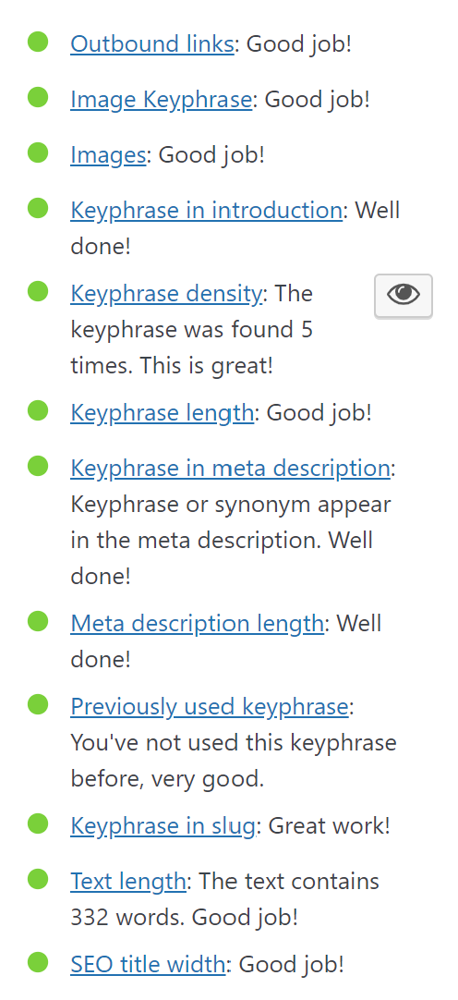 Outbound links: Good job!
Image Keyphrase: Good job!
Images: Good job!
Keyphrase in introduction: Well
done!
Keyphrase density: The
keyphrase was found 5
times. This is great!
Keyphrase length: Good job!
Keyphrase in meta description:
Keyphrase or synonym appear
in the meta description. Well
done!
Meta description length: Well
done!
Previously used keyphrase:
You've not used this keyphrase
before, very good.
Keyphrase in slug: Great work!
Text length: The text contains
332 words. Good job!
SEO title width: Good job!